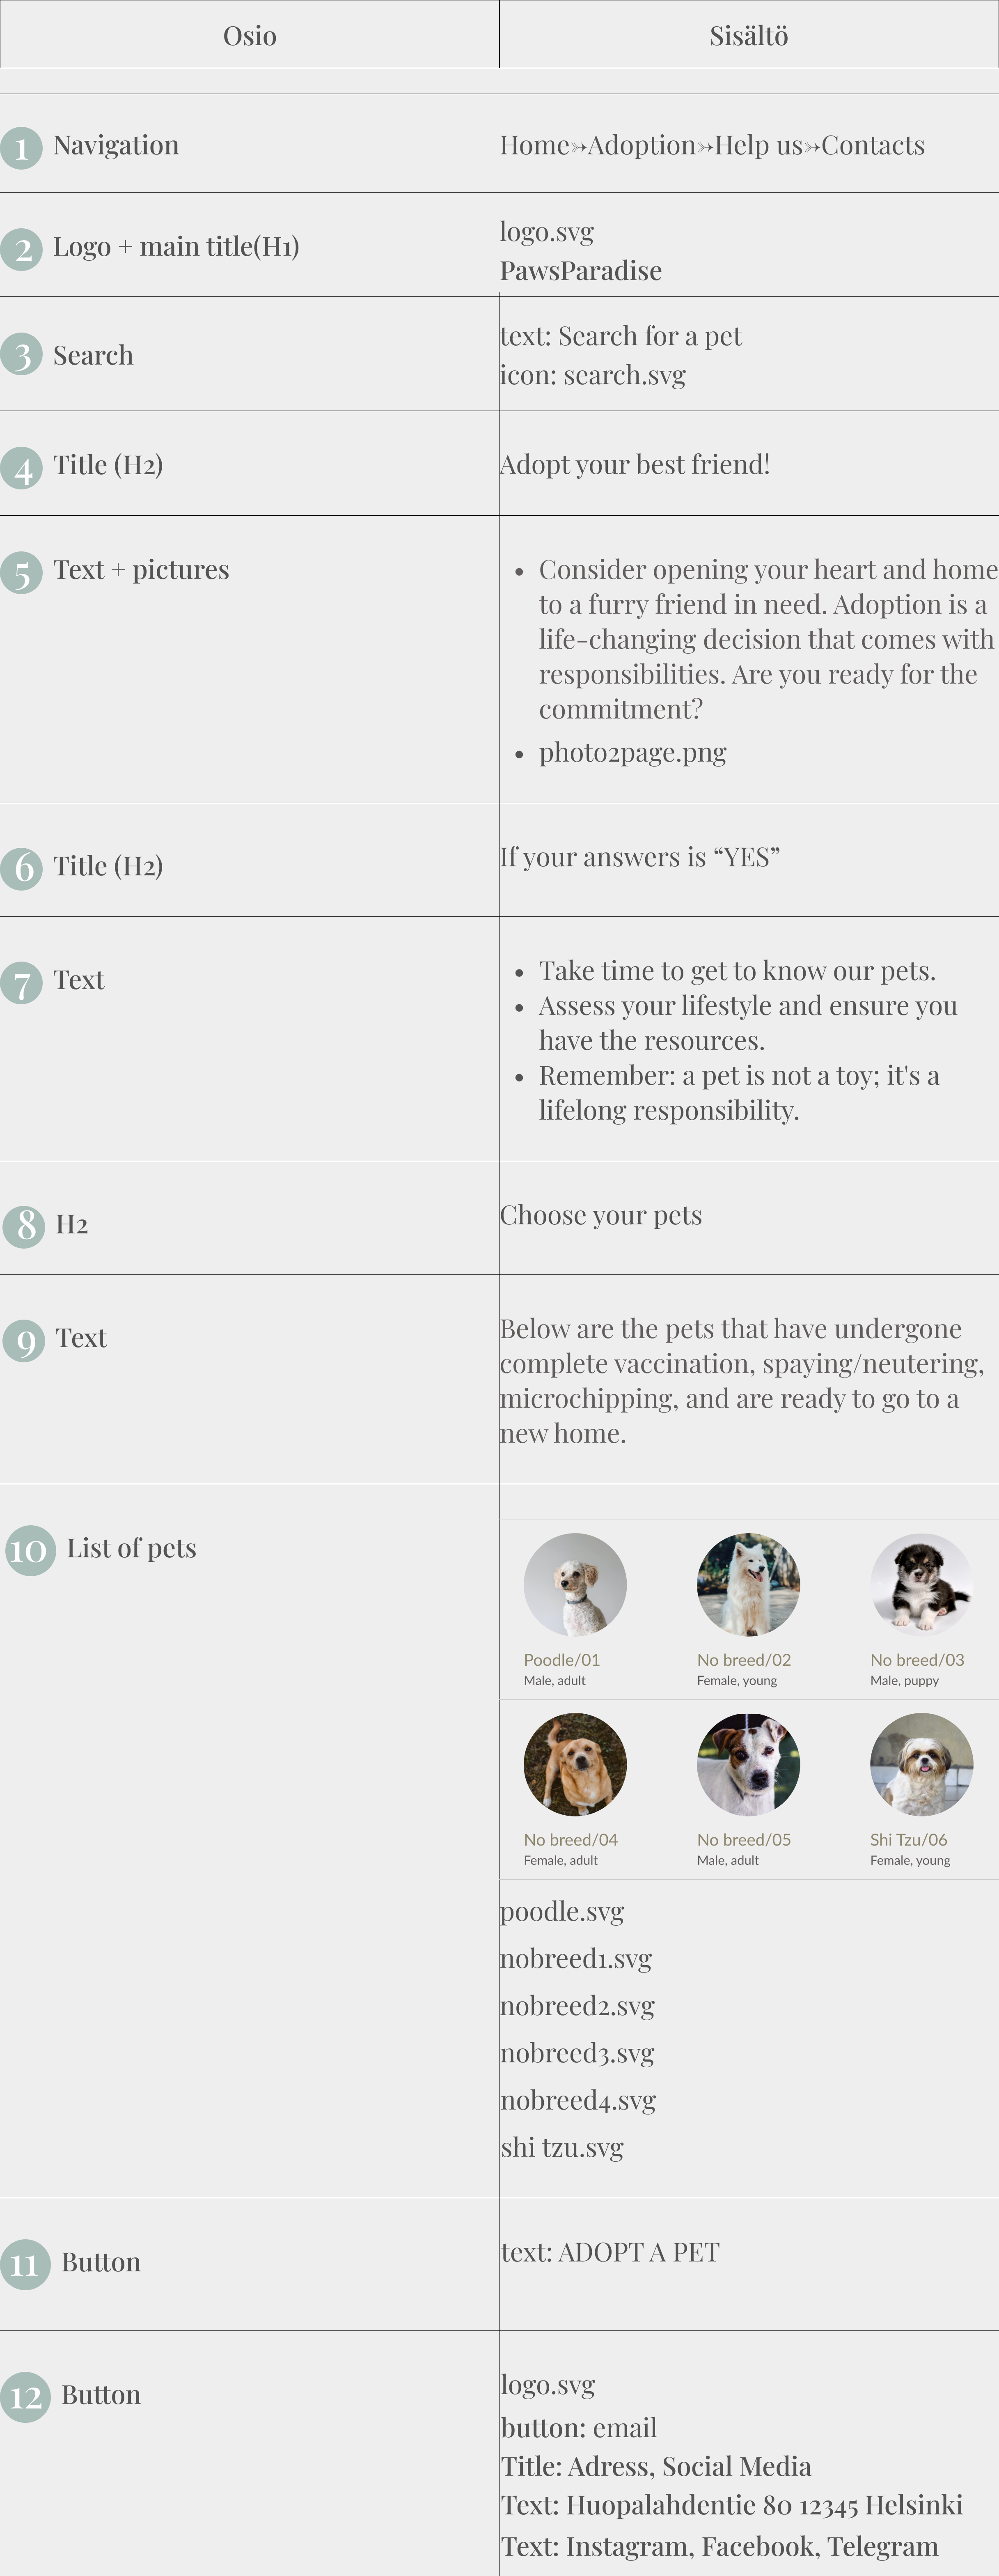 Osio Sisältö
1 Navigation Home➳Adoption➳Help us➳Contacts
2 Logo + main title(H1) logo.svg
PawsParadise
3 Search text: Search for a pet
icon: search.svg
4 Title (H2) Adopt your best friend!
5 Text + pictures • Consider opening your heart and home
to a furry friend in need. Adoption is a
life-changing decision that comes with
responsibilities. Are you ready for the
commitment?
• photo2page.png
6 Title (H2) If your answers is “YES”
7 Text • Take time to get to know our pets.
• Assess your lifestyle and ensure you
have the resources.
• Remember: a pet is not a toy; it's a
lifelong responsibility.
8 H2 Choose your pets
9 Text Below are the pets that have undergone
complete vaccination, spaying/neutering,
microchipping, and are ready to go to a
new home.
10 List of pets
Poodle/01 No breed/02 No breed/03
Male, adult Female, young Male, puppy
No breed/04 No breed/05 Shi Tzu/06
Female, adult Male, adult Female, young
poodle.svg
nobreed1.svg
nobreed2.svg
nobreed3.svg
nobreed4.svg
shi tzu.svg
11 Button text: ADOPT A PET
12 Button logo.svg
button: email
Title: Adress, Social Media
Text: Huopalahdentie 80 12345 Helsinki
Text: Instagram, Facebook, Telegram